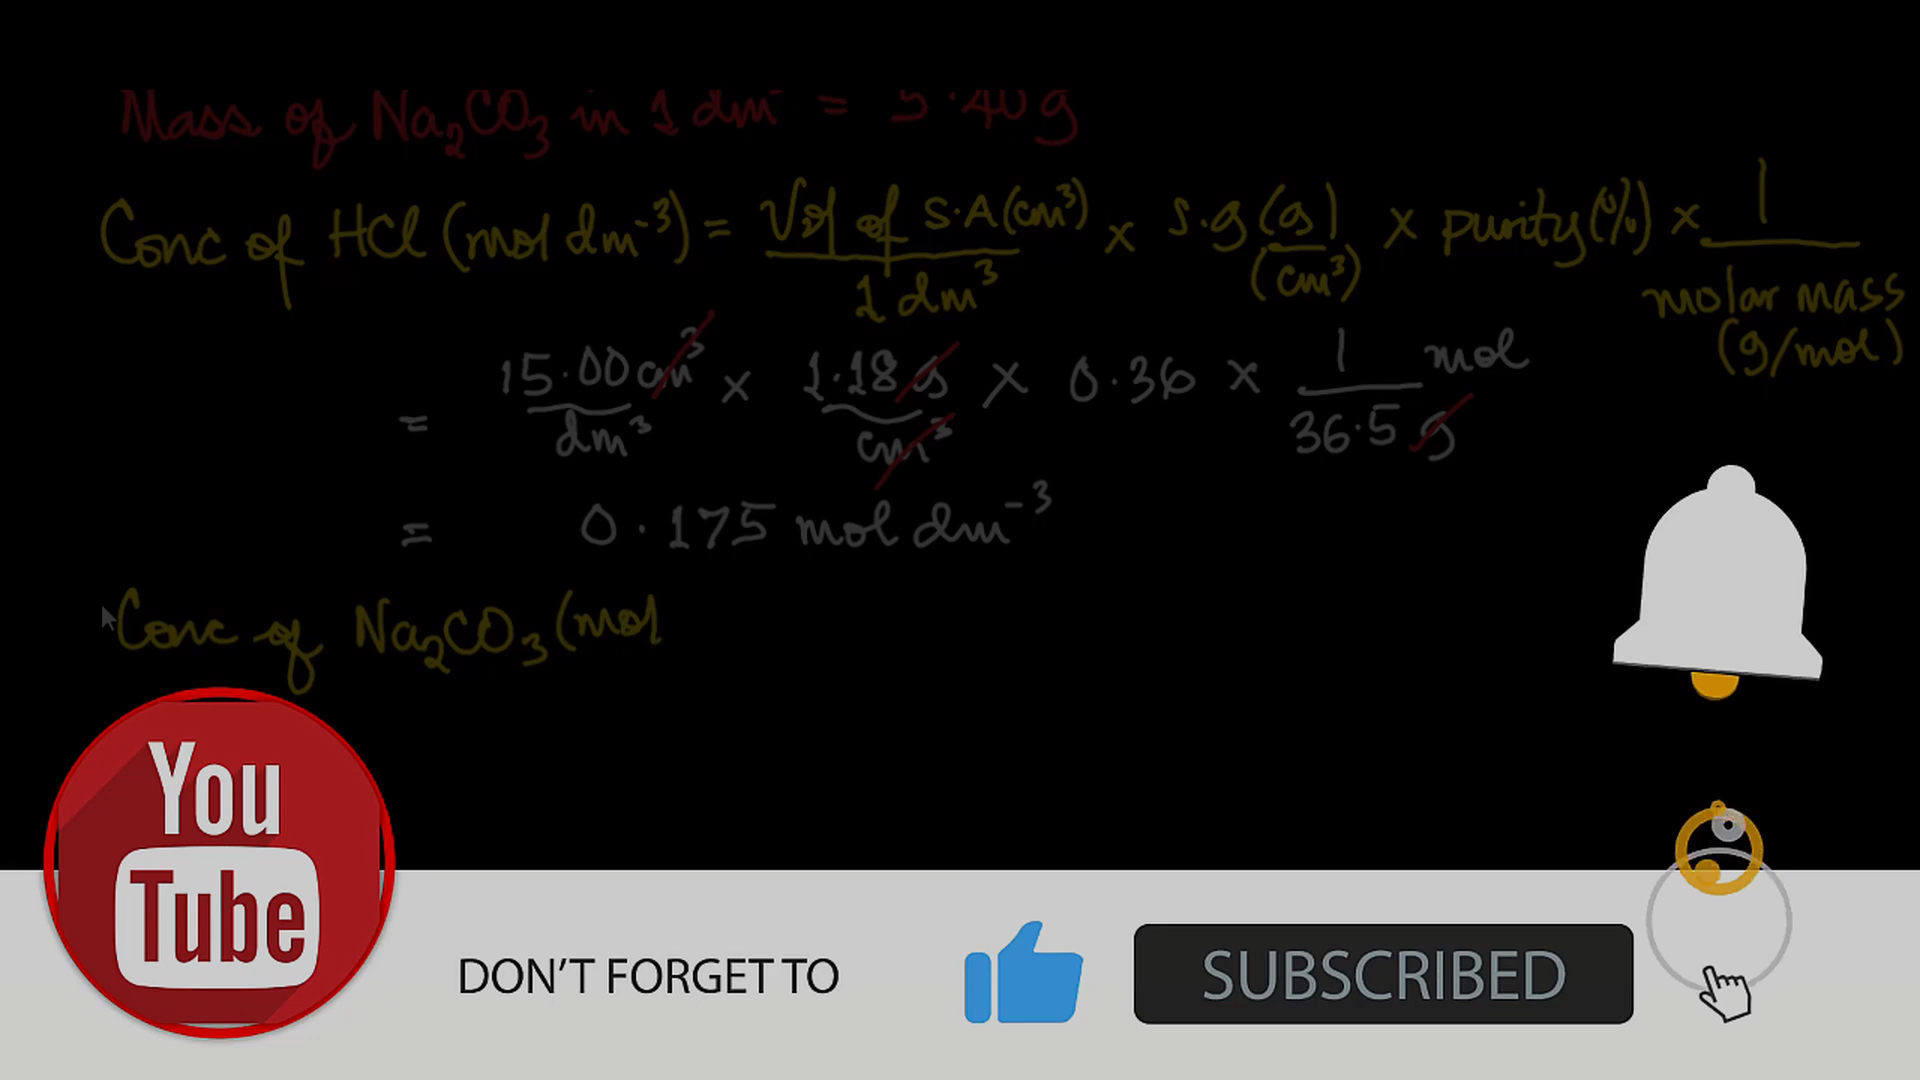 Mass of Na₂CO₃ in 1 dm = 5.40g
Conc of HCl (mol dm⁻³) = Vol of S.A (cm³) / 1 dm³ × s.g (g) / (cm³) × purity (%) × 1 / molar mass (g/mol)
= 15.00 cm³ / dm³ × 1.18 g / cm³ × 0.36 × 1 mol / 36.5 g
= 0.175 mol dm⁻³
Conc of Na₂CO₃ (mol
You
Tube
DON'T FORGET TO
SUBSCRIBED